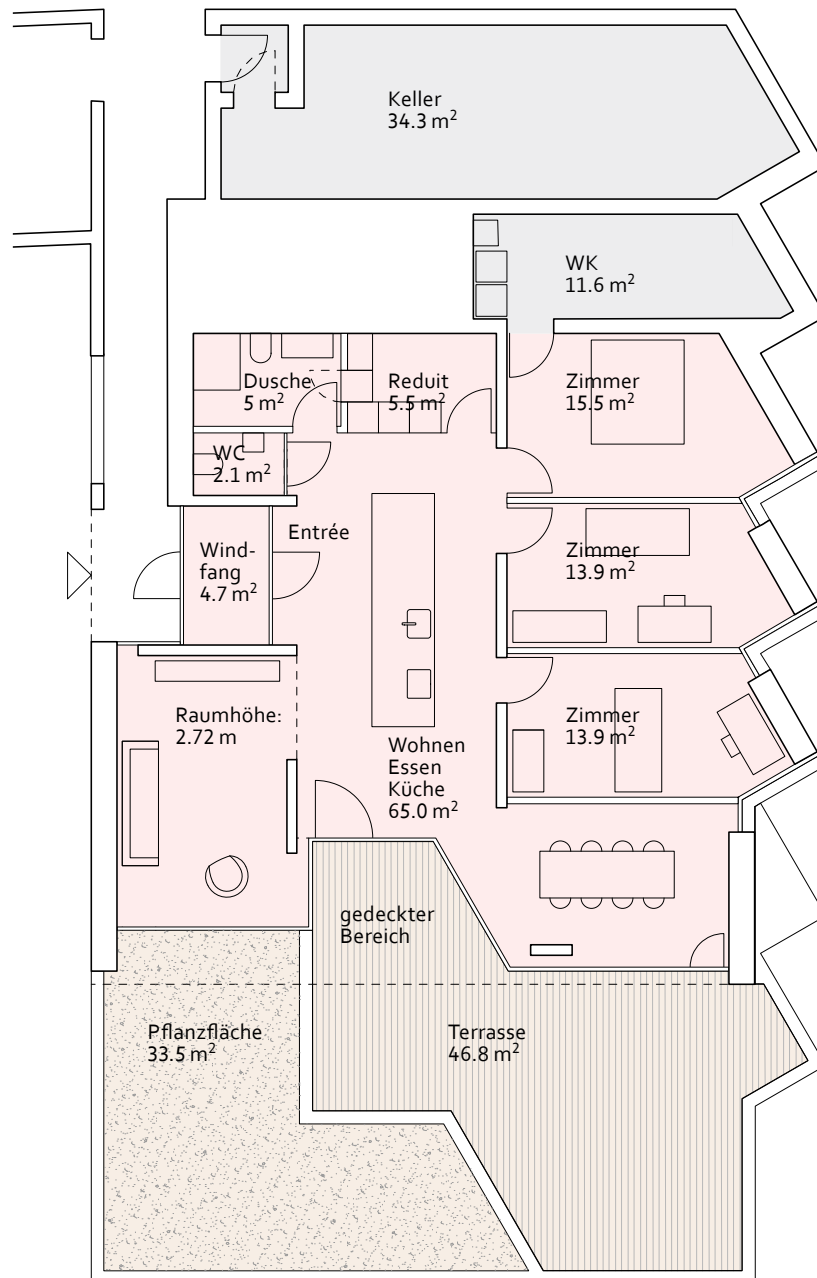 Keller
34.3 m²
WK
11.6 m²
Dusche
5 m²
Reduit
5.5 m²
Zimmer
15.5 m²
WC
2.1 m²
Entrée
Wind-
fang
4.7 m²
Zimmer
13.9 m²
Raumhöhe:
2.72 m
Zimmer
13.9 m²
Wohnen
Essen
Küche
65.0 m²
gedeckter
Bereich
Pflanzfläche
33.5 m²
Terrasse
46.8 m²